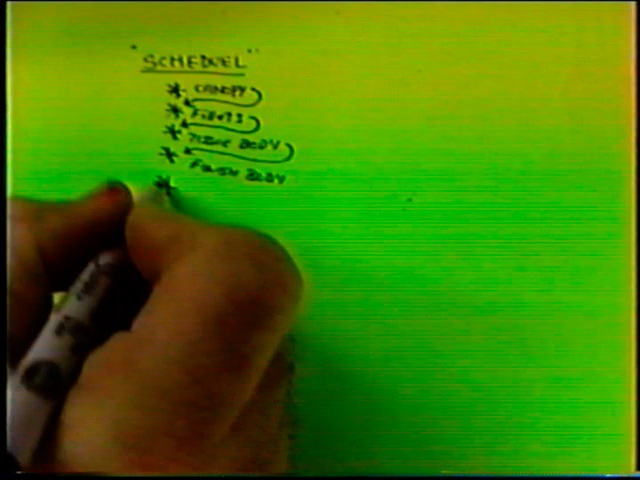 "SCHEDUEL"
* CANOPY
* 
* BODY
* FINISH BODY
*